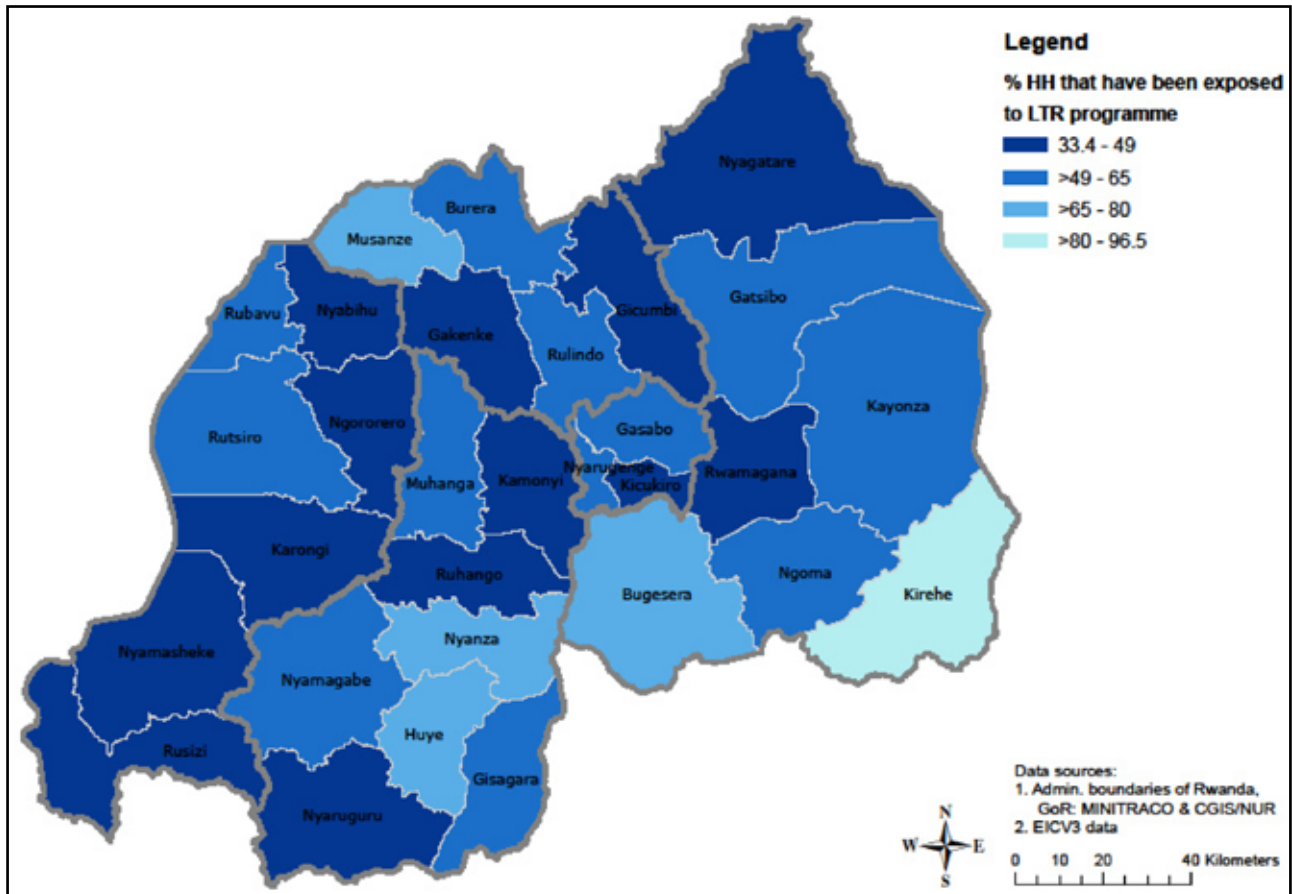 Legend
% HH that have been exposed
to LTR programme
33.4 - 49
>49 - 65
>65 - 80
>80 - 96.5
Nyagatare
Burera
Musanze
Gatsibo
Rubavu
Nyabihu
Gicumbi
Gakenke
Rulindo
Kayonza
Ngororero
Gasabo
Rutsiro
Nyarugenge
Rwamagana
Muhanga
Kamonyi
Kicukiro
Karongi
Ruhango
Ngoma
Bugesera
Kirehe
Nyanza
Nyamasheke
Nyamagabe
Huye
Rusizi
Gisagara
Nyaruguru
Data sources:
1. Admin. boundaries of Rwanda,
GoR: MINITRACO & CGIS/NUR
2. EICV3 data
N
W E
S
0 10 20 40 Kilometers